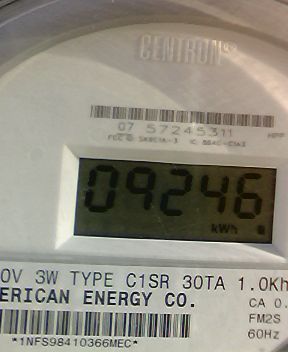 CENTRON®
07 57245311
09246
kWh
0V 3W TYPE C1SR 30TA 1.0Kh
ERICAN ENERGY CO.
CA 0.
FM2S
60Hz
*1NFS98410366MEC*